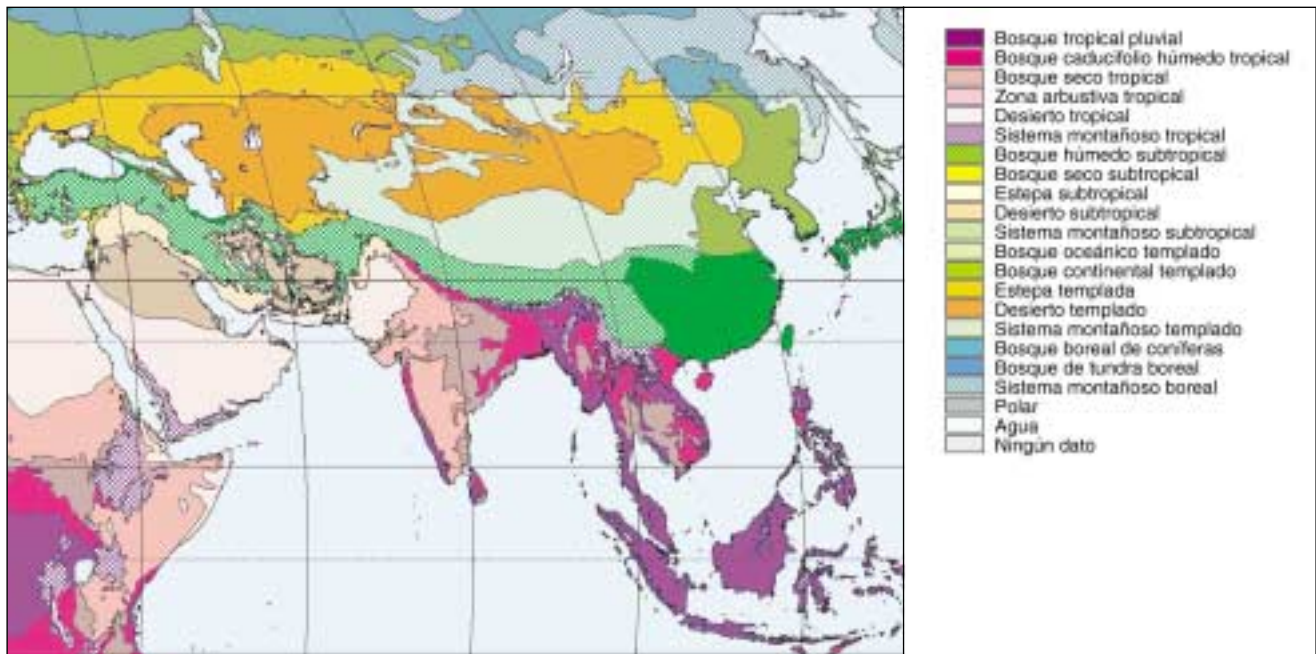 Bosque tropical pluvial
Bosque caducifolio húmedo tropical
Bosque seco tropical
Zona arbustiva tropical
Desierto tropical
Sistema montañoso tropical
Bosque húmedo subtropical
Bosque seco subtropical
Estepa subtropical
Desierto subtropical
Sistema montañoso subtropical
Bosque oceánico templado
Bosque continental templado
Estepa templada
Desierto templado
Sistema montañoso templado
Bosque boreal de coníferas
Bosque de tundra boreal
Sistema montañoso boreal
Polar
Agua
Ningún dato